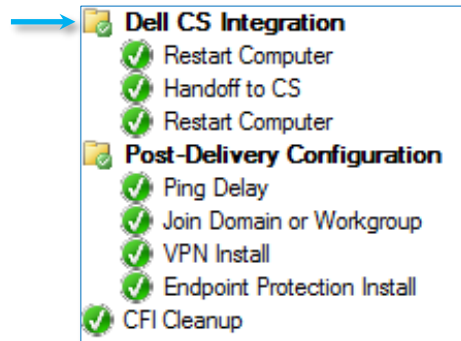 Dell CS Integration
Restart Computer
Handoff to CS
Restart Computer
Post-Delivery Configuration
Ping Delay
Join Domain or Workgroup
VPN Install
Endpoint Protection Install
CFI Cleanup